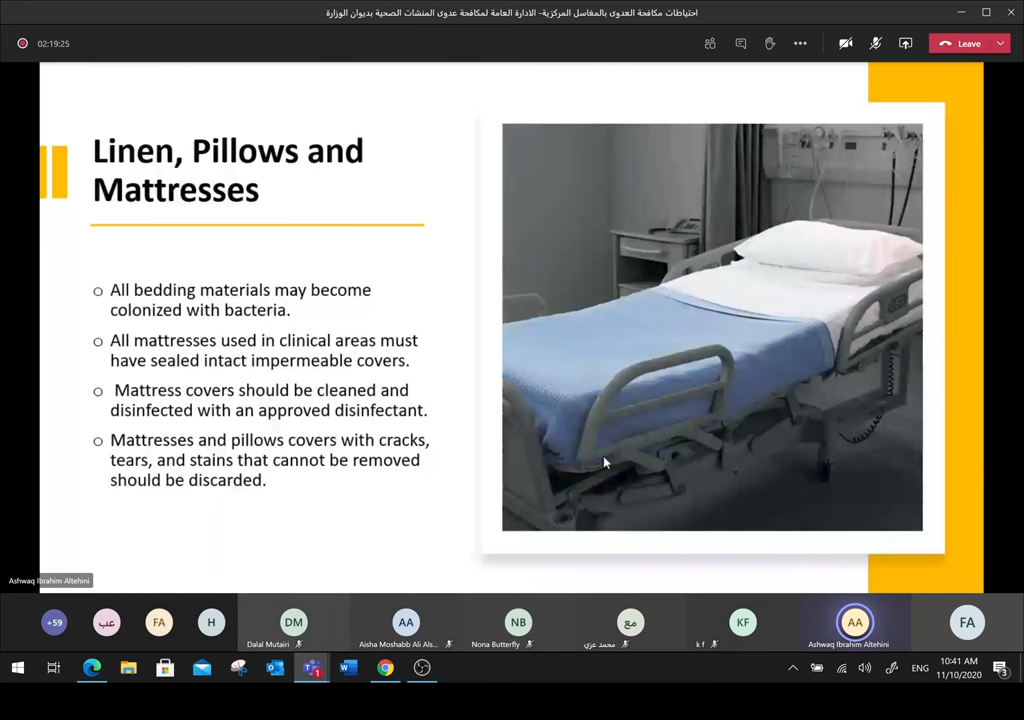 احتياطات مكافحة العدوى بالمغاسل المركزية- الادارة العامة لمكافحة عدوى المنشات الصحية بديوان الوزارة
02:19:25
Leave
Linen, Pillows and
Mattresses
o All bedding materials may become
colonized with bacteria.
o All mattresses used in clinical areas must
have sealed intact impermeable covers.
o Mattress covers should be cleaned and
disinfected with an approved disinfectant.
o Mattresses and pillows covers with cracks,
tears, and stains that cannot be removed
should be discarded.
Ashwaq Ibrahim Altehini
+59
عب
FA
H
DM
AA
NB
مع
KF
AA
FA
Dalal Mutairi
Aisha Moshabb Ali Als...
Nona Butterfly
محمد عزي
k f
Ashwaq Ibrahim Altehini
1
W
ENG
10:41 AM
11/10/2020
3